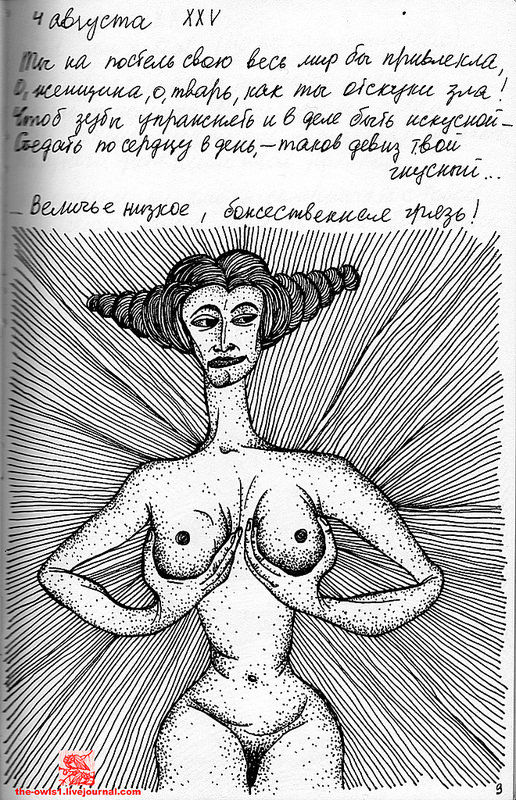 4 августа XXV
Ты на постель свою весь мир бы привлекла,
О, женщина, о, тварь, как ты от скуки зла!
Чтоб зубы упражнять и в деле быть искусной –
Съедать по сердцу в день, – таков девиз твой
гнусный...
– Величье низкое, божественная грязь!
the-owls1.livejournal.com
9